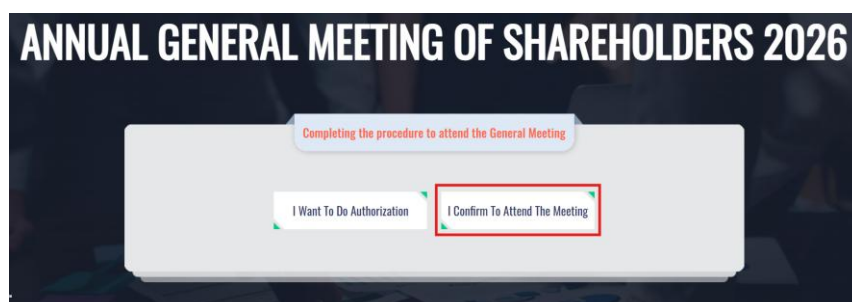 ANNUAL GENERAL MEETING OF SHAREHOLDERS 2026
Completing the procedure to attend the General Meeting
I Want To Do Authorization
I Confirm To Attend The Meeting